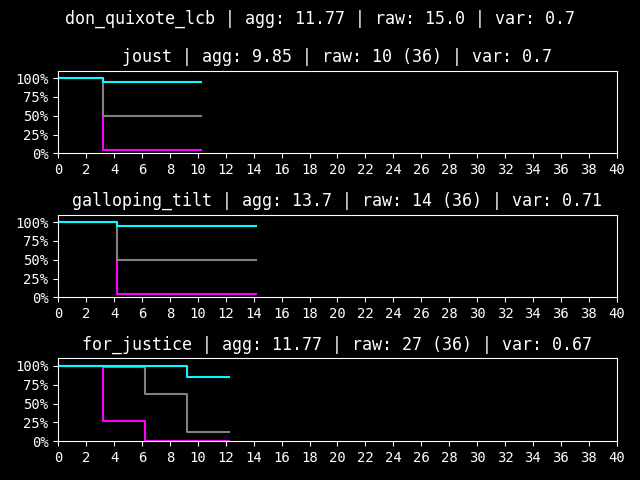 don_quixote_lcb | agg: 11.77 | raw: 15.0 | var: 0.7
joust | agg: 9.85 | raw: 10 (36) | var: 0.7
100%
75%
50%
25%
0%
0 2 4 6 8 10 12 14 16 18 20 22 24 26 28 30 32 34 36 38 40
galloping_tilt | agg: 13.7 | raw: 14 (36) | var: 0.71
100%
75%
50%
25%
0%
0 2 4 6 8 10 12 14 16 18 20 22 24 26 28 30 32 34 36 38 40
for_justice | agg: 11.77 | raw: 27 (36) | var: 0.67
100%
75%
50%
25%
0%
0 2 4 6 8 10 12 14 16 18 20 22 24 26 28 30 32 34 36 38 40